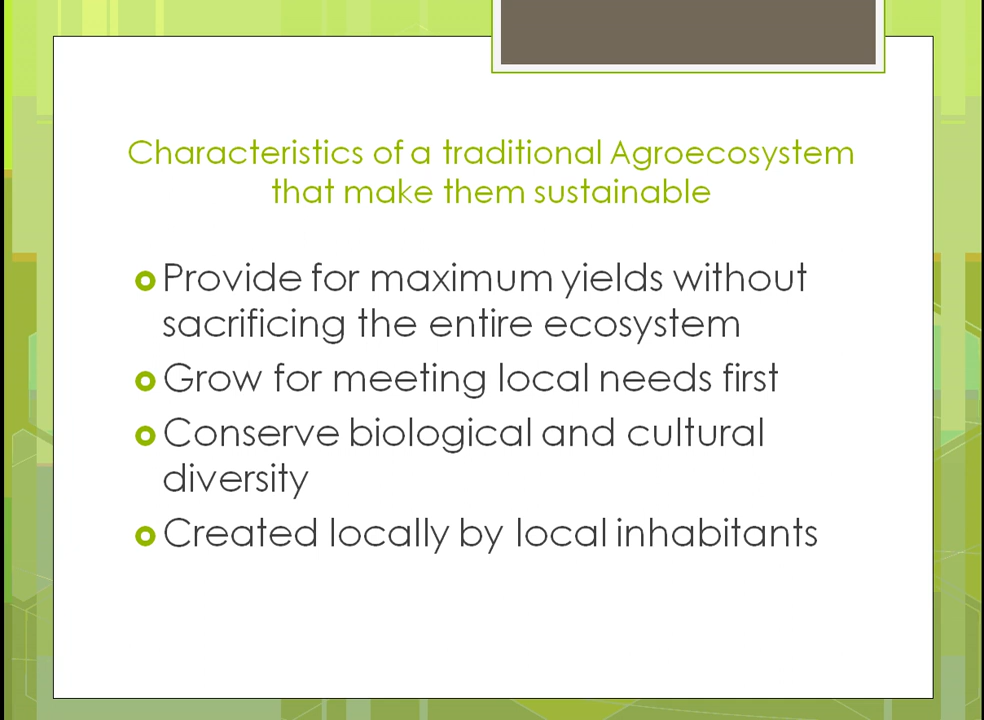 Characteristics of a traditional Agroecosystem
that make them sustainable
Provide for maximum yields without
sacrificing the entire ecosystem
Grow for meeting local needs first
Conserve biological and cultural
diversity
Created locally by local inhabitants